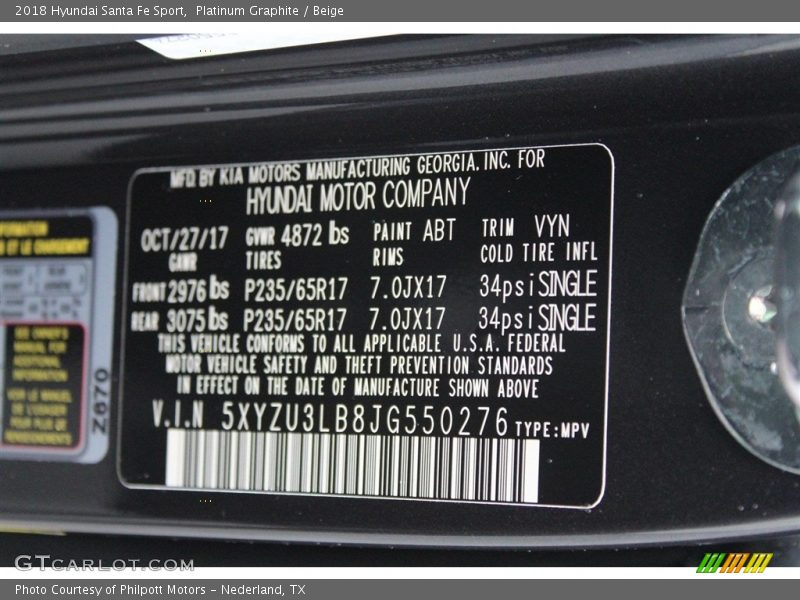 2018 Hyundai Santa Fe Sport,  Platinum Graphite / Beige
MFD BY KIA MOTORS MANUFACTURING GEORGIA. INC. FOR
HYUNDAI MOTOR COMPANY
OCT/27/17 GVWR 4872 lbs PAINT ABT TRIM VYN
GAWR TIRES RIMS COLD TIRE INFL
FRONT 2976 lbs P235/65R17 7.0JX17 34psi SINGLE
REAR 3075 lbs P235/65R17 7.0JX17 34psi SINGLE
THIS VEHICLE CONFORMS TO ALL APPLICABLE U.S.A. FEDERAL
MOTOR VEHICLE SAFETY AND THEFT PREVENTION STANDARDS
IN EFFECT ON THE DATE OF MANUFACTURE SHOWN ABOVE
V.I.N 5XYZU3LB8JG550276 TYPE:MPV
Z670
GTCARLOT.COM
Photo Courtesy of Philpott Motors - Nederland, TX